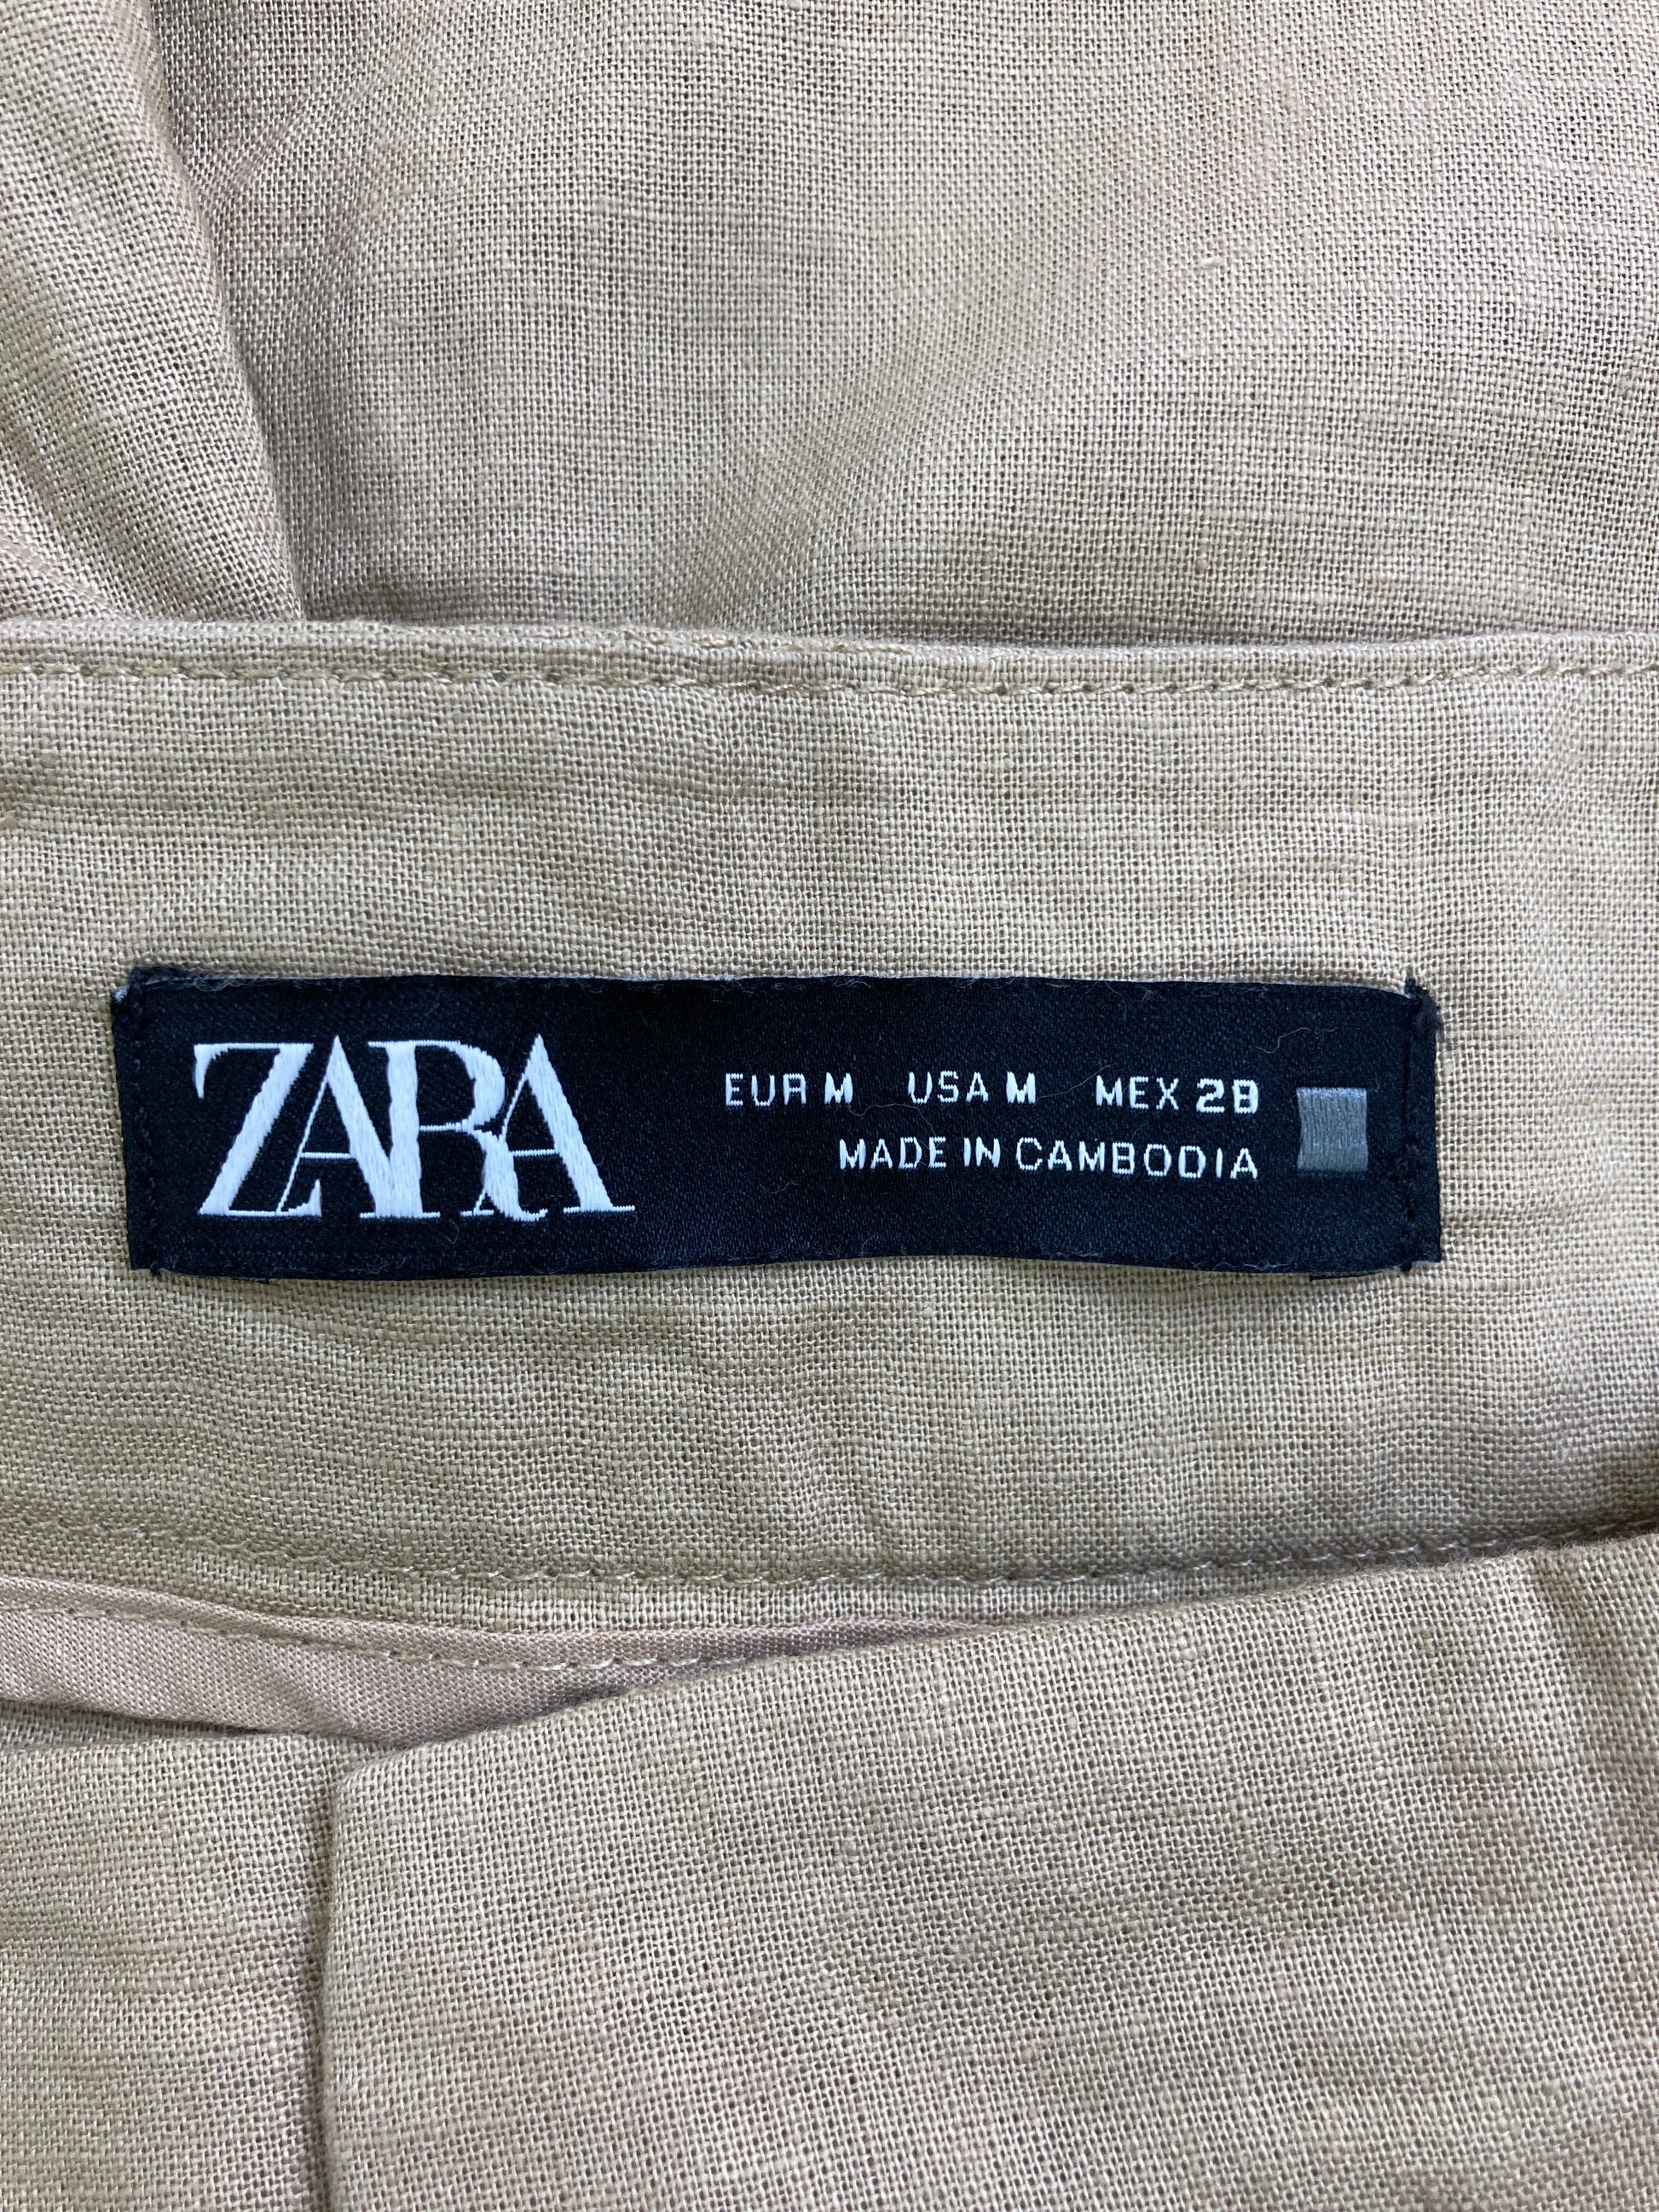 ZARA
EUR M USA M MEX 28
MADE IN CAMBODIA